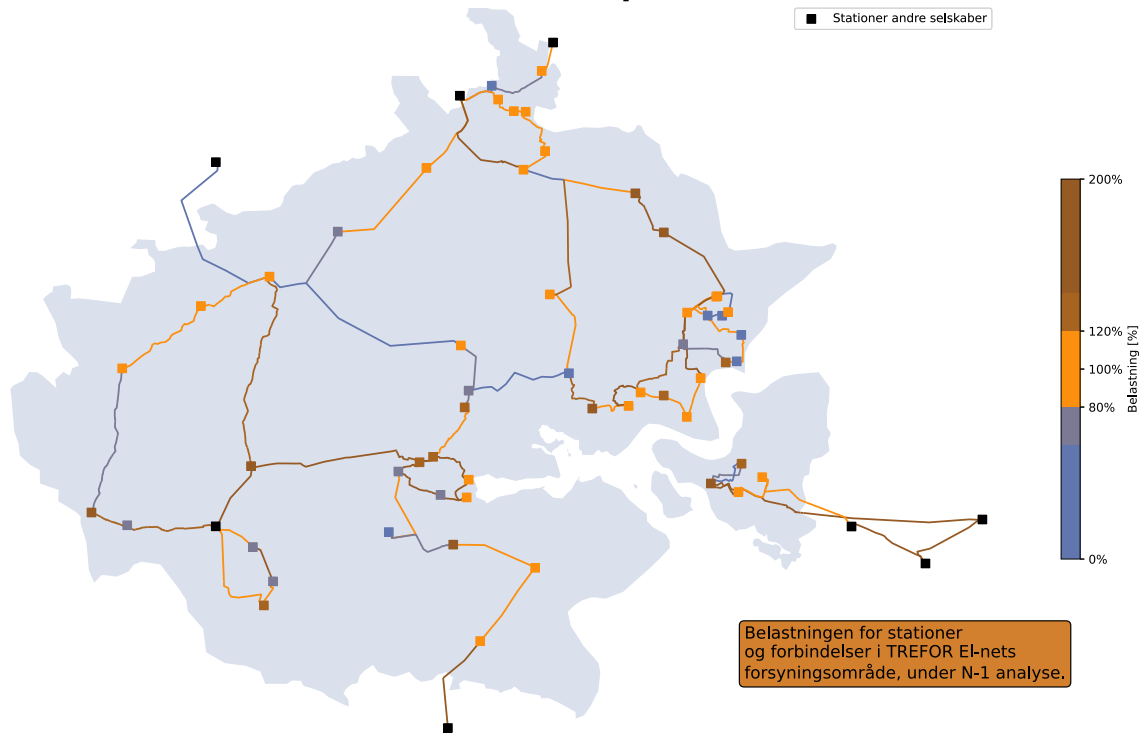 Stationer andre selskaber
200%
120%
100%
80%
0%
Belastning [%]
Belastningen for stationer
og forbindelser i TREFOR El-nets
forsyningsområde, under N-1 analyse.